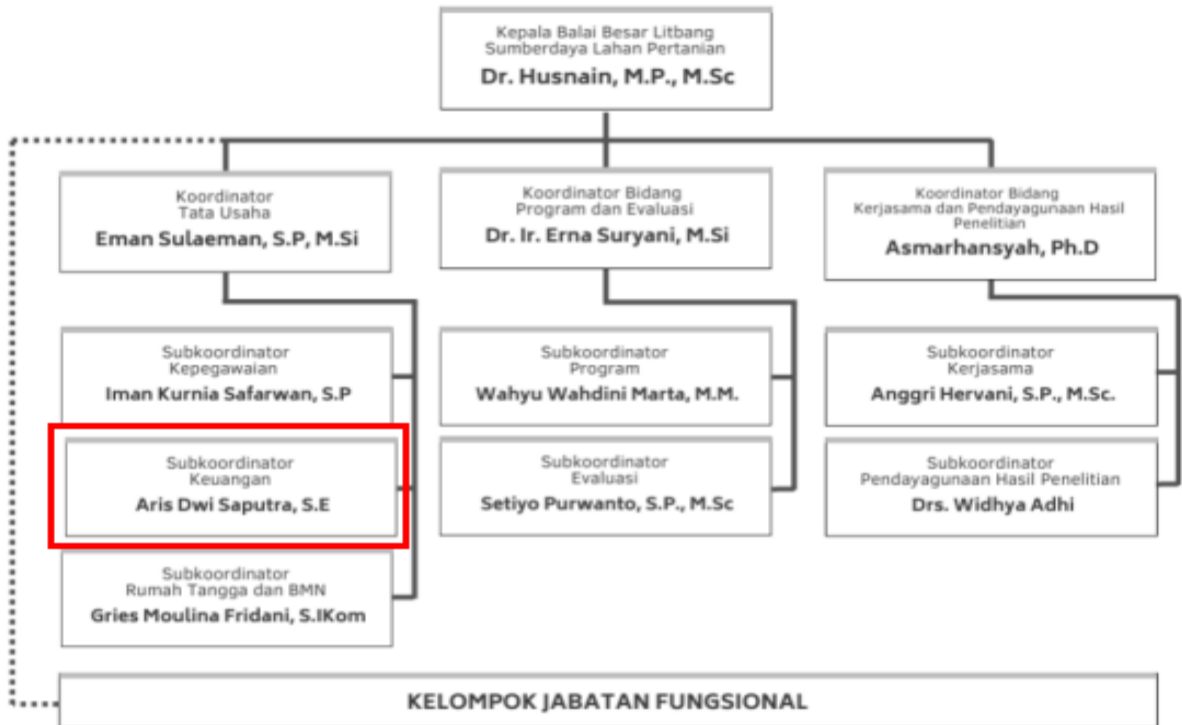 Kepala Balai Besar Litbang
Sumberdaya Lahan Pertanian
Dr. Husnain, M.P., M.Sc
Koordinator
Tata Usaha
Eman Sulaeman, S.P, M.Si
Koordinator Bidang
Program dan Evaluasi
Dr. Ir. Erna Suryani, M.Si
Koordinator Bidang
Kerjasama dan Pendayagunaan Hasil
Penelitian
Asmarhansyah, Ph.D
Subkoordinator
Kepegawaian
Iman Kurnia Safarwan, S.P
Subkoordinator
Program
Wahyu Wahdini Marta, M.M.
Subkoordinator
Kerjasama
Anggri Hervani, S.P., M.Sc.
Subkoordinator
Keuangan
Aris Dwi Saputra, S.E
Subkoordinator
Evaluasi
Setiyo Purwanto, S.P., M.Sc
Subkoordinator
Pendayagunaan Hasil Penelitian
Drs. Widhya Adhi
Subkoordinator
Rumah Tangga dan BMN
Gries Moulina Fridani, S.IKom
KELOMPOK JABATAN FUNGSIONAL